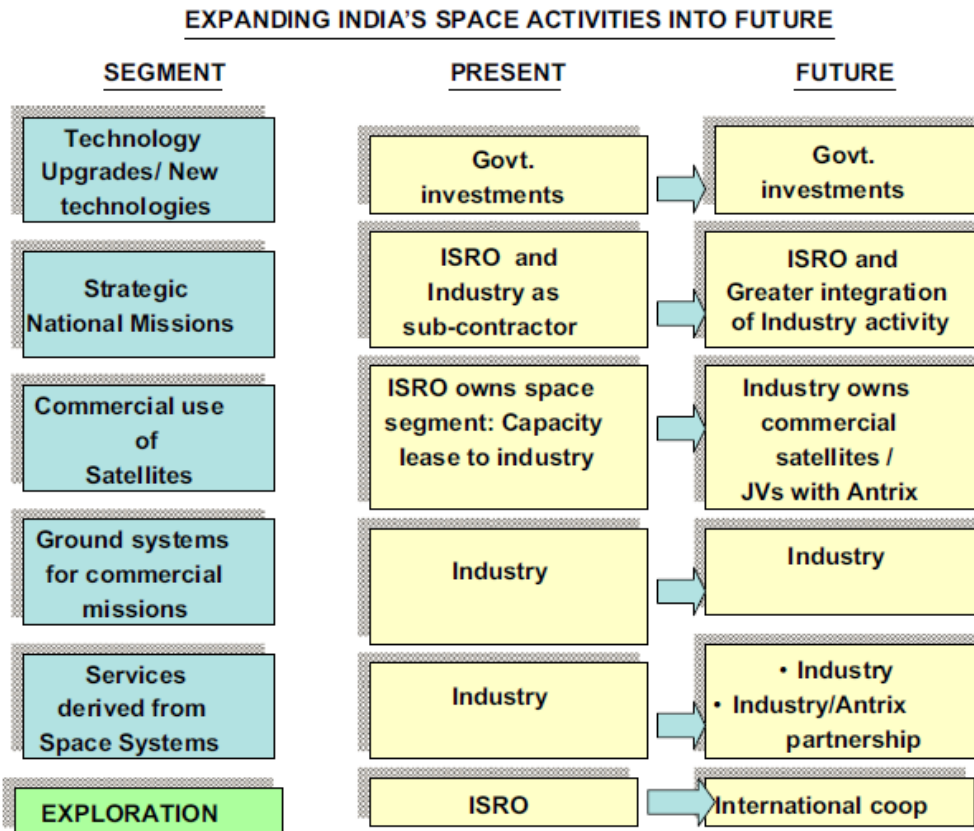 EXPANDING INDIA'S SPACE ACTIVITIES INTO FUTURE
SEGMENT
PRESENT
FUTURE
Technology
Upgrades/ New
technologies
Govt.
investments
Govt.
investments
Strategic
National Missions
ISRO and
Industry as
sub-contractor
ISRO and
Greater integration
of Industry activity
Commercial use
of
Satellites
ISRO owns space
segment: Capacity
lease to industry
Industry owns
commercial
satellites /
JVs with Antrix
Ground systems
for commercial
missions
Industry
Industry
Services
derived from
Space Systems
Industry
• Industry
• Industry/Antrix
partnership
EXPLORATION
ISRO
International coop